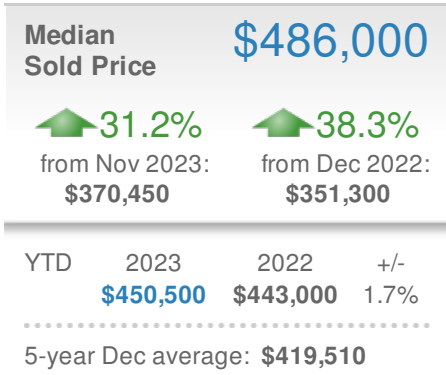 Median
Sold Price
$486,000
31.2%
from Nov 2023:
$370,450
38.3%
from Dec 2022:
$351,300
YTD 2023 2022 +/-
$450,500 $443,000 1.7%
5-year Dec average: $419,510